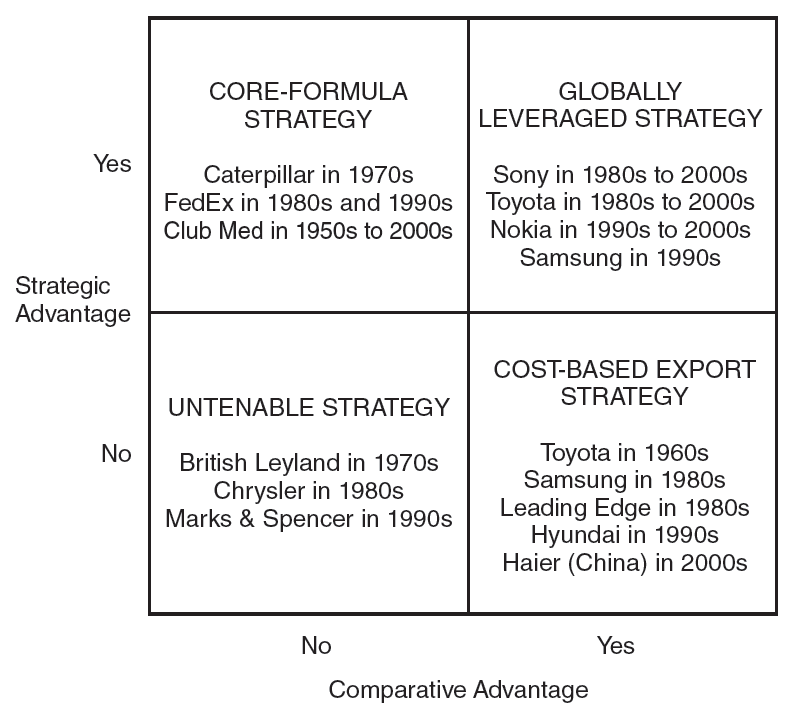 CORE-FORMULA
STRATEGY
Caterpillar in 1970s
FedEx in 1980s and 1990s
Club Med in 1950s to 2000s
GLOBALLY
LEVERAGED STRATEGY
Sony in 1980s to 2000s
Toyota in 1980s to 2000s
Nokia in 1990s to 2000s
Samsung in 1990s
Yes
Strategic
Advantage
No
UNTENABLE STRATEGY
British Leyland in 1970s
Chrysler in 1980s
Marks & Spencer in 1990s
COST-BASED EXPORT
STRATEGY
Toyota in 1960s
Samsung in 1980s
Leading Edge in 1980s
Hyundai in 1990s
Haier (China) in 2000s
No
Yes
Comparative Advantage